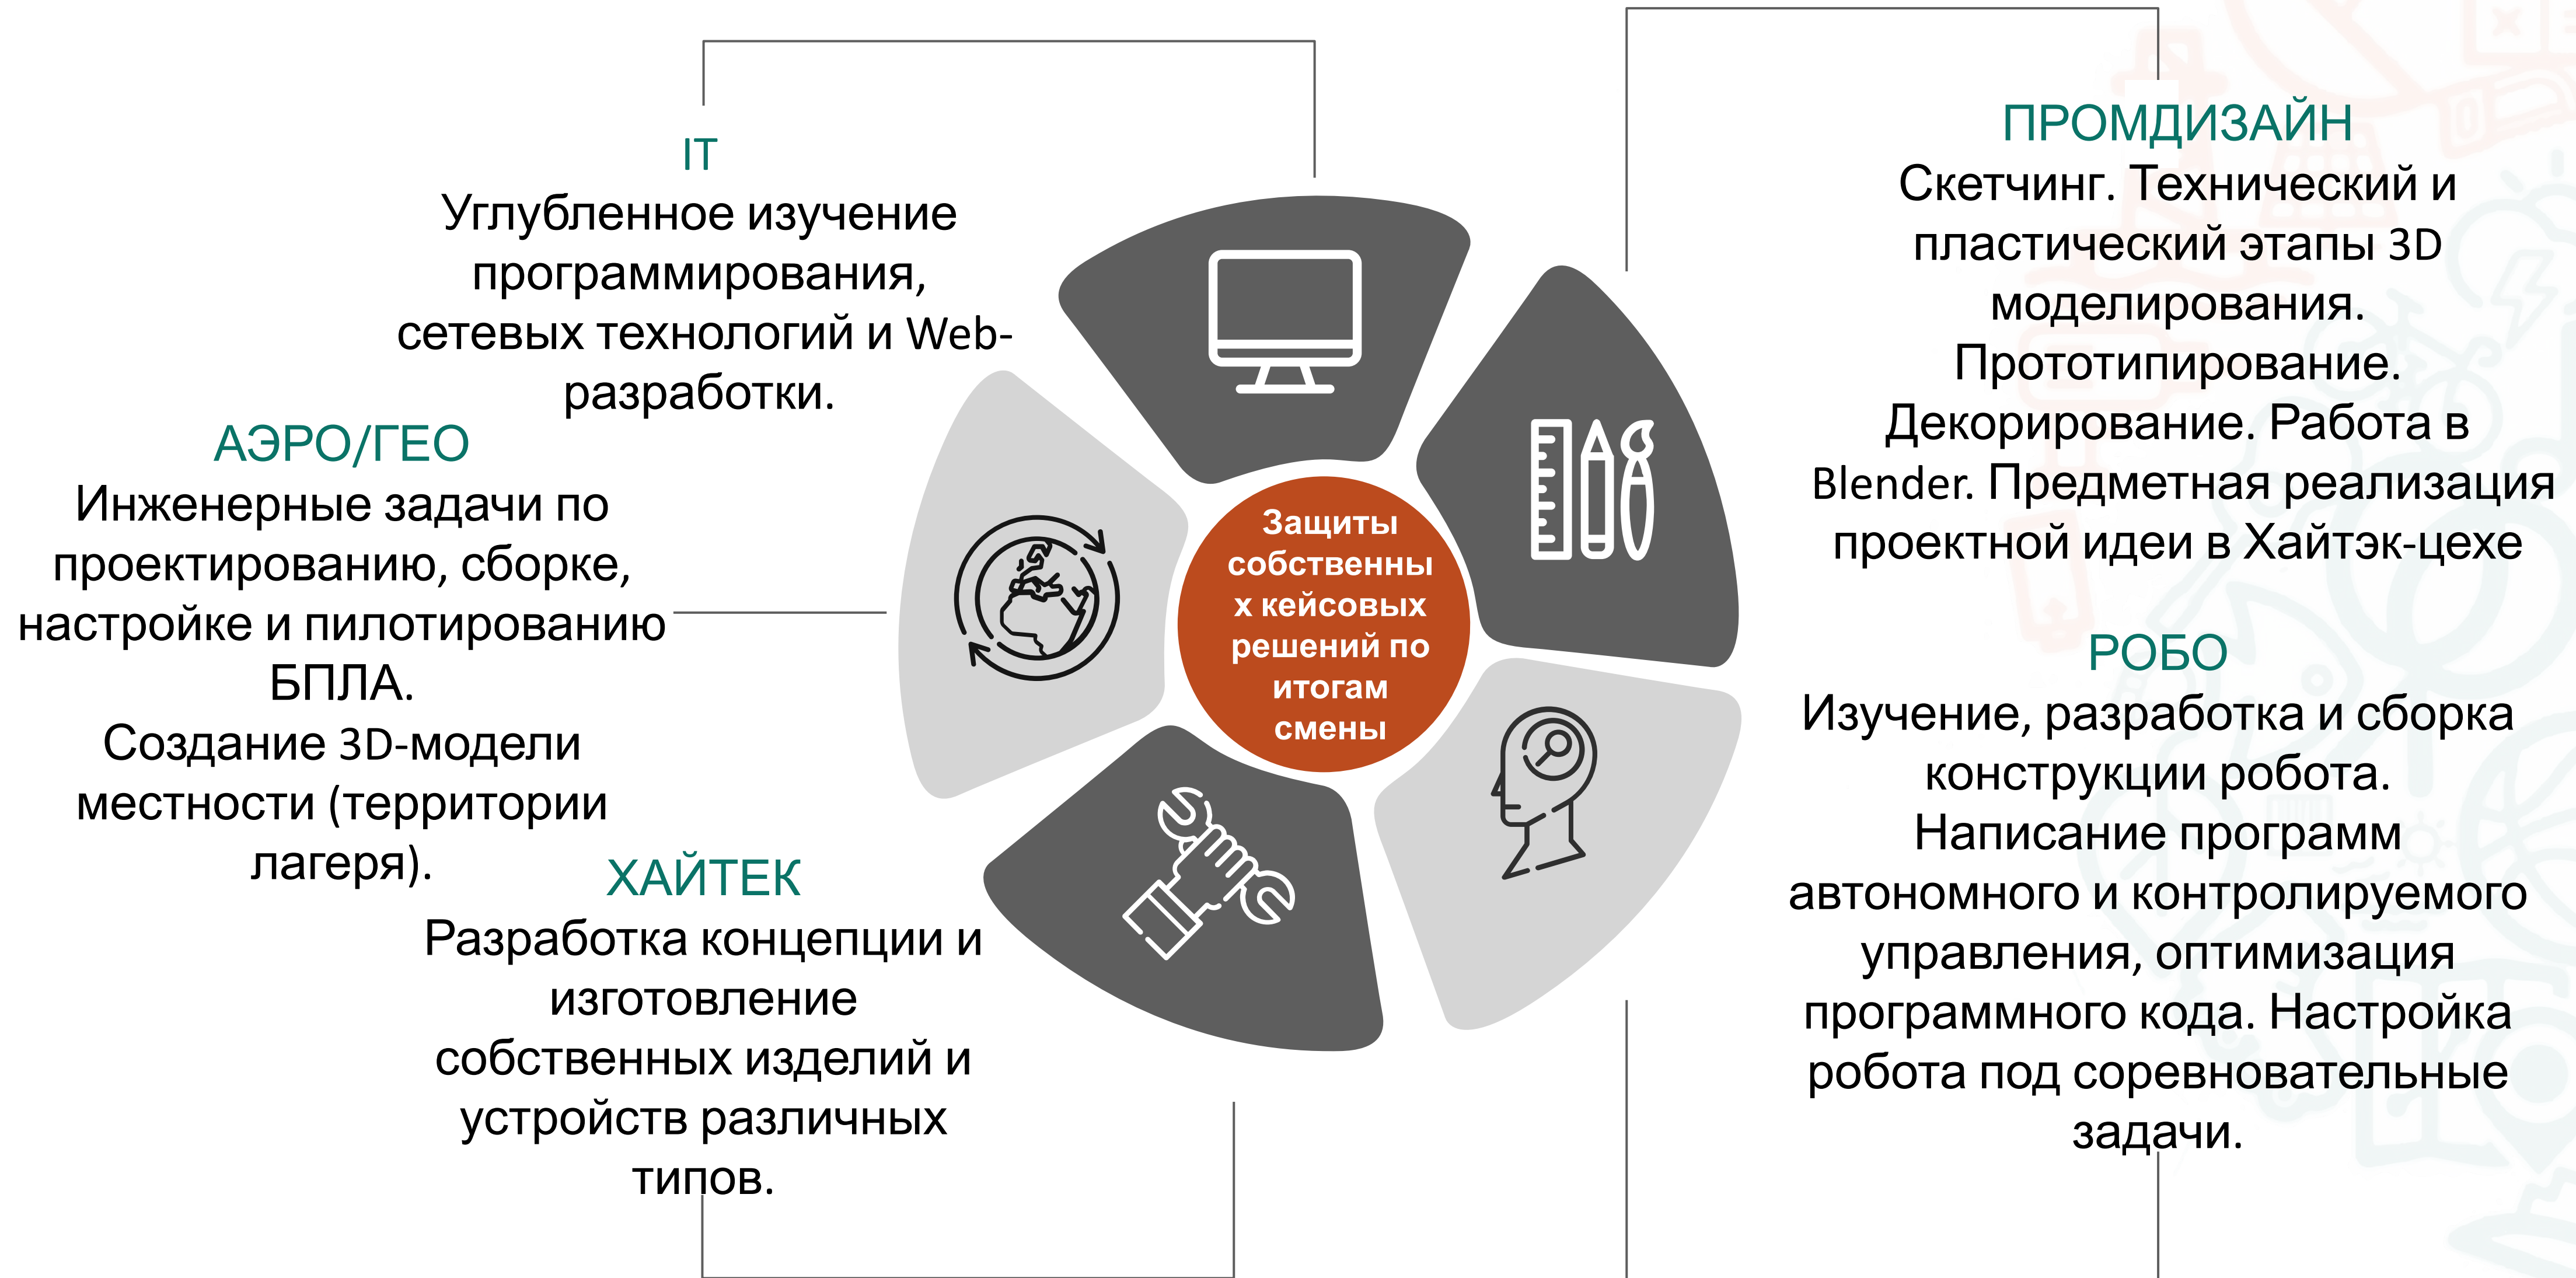 IT
Углубленное изучение
программирования,
сетевых технологий и Web-
разработки.
АЭРО/ГЕО
Инженерные задачи по
проектированию, сборке,
настройке и пилотированию
БПЛА.
Создание 3D-модели
местности (территории
лагеря).
ХАЙТЕК
Разработка концепции и
изготовление
собственных изделий и
устройств различных
типов.
Защиты
собственны
х кейсовых
решений по
итогам
смены
ПРОМДИЗАЙН
Скетчинг. Технический и
пластический этапы 3D
моделирования.
Прототипирование.
Декорирование. Работа в
Blender. Предметная реализация
проектной идеи в Хайтэк-цехе
РОБО
Изучение, разработка и сборка
конструкции робота.
Написание программ
автономного и контролируемого
управления, оптимизация
программного кода. Настройка
робота под соревновательные
задачи.